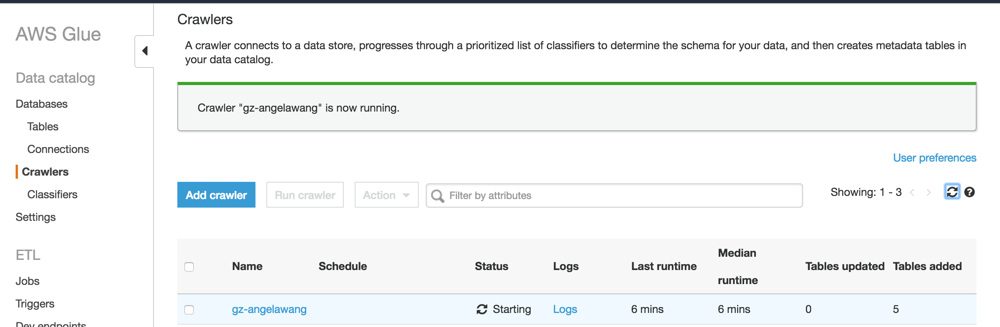 AWS Glue
Data catalog
Databases
Tables
Connections
Crawlers
Classifiers
Settings
ETL
Jobs
Triggers
Dev endpoints
Crawlers
A crawler connects to a data store, progresses through a prioritized list of classifiers to determine the schema for your data, and then creates metadata tables in
your data catalog.
Crawler "gz-angelawang" is now running.
User preferences
Add crawler Run crawler Action Filter by attributes Showing: 1 - 3 < > ?
Name Schedule Status Logs Last runtime Median runtime Tables updated Tables added
gz-angelawang Starting Logs 6 mins 6 mins 0 5